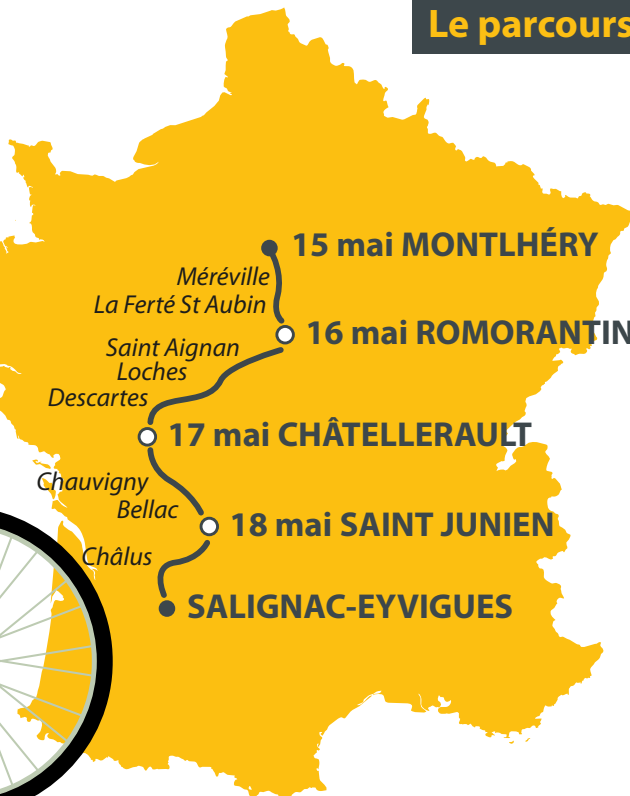 Le parcours
15 mai MONTLHÉRY
Méréville
La Ferté St Aubin
16 mai ROMORANTIN
Saint Aignan
Loches
Descartes
17 mai CHÂTELLERAULT
Chauvigny
Bellac
18 mai SAINT JUNIEN
Châlus
SALIGNAC-EYVIGUES